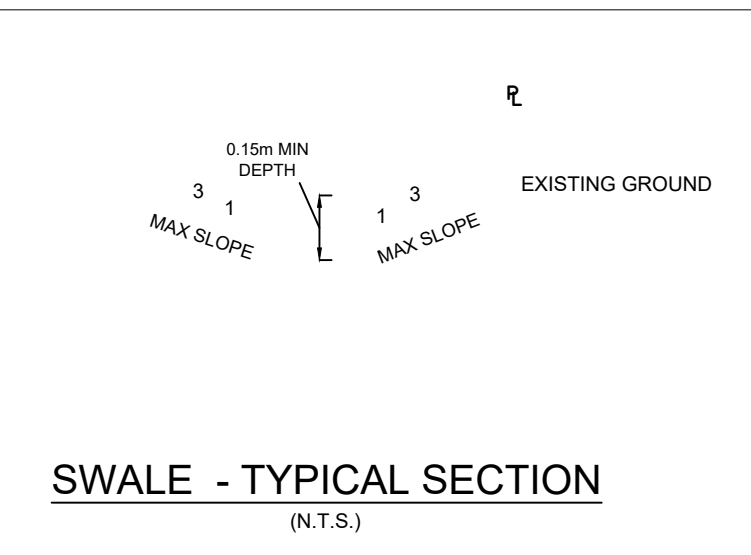 ℄
0.15m MIN
DEPTH
EXISTING GROUND
3
1
MAX SLOPE
3
1
MAX SLOPE
SWALE - TYPICAL SECTION
(N.T.S.)